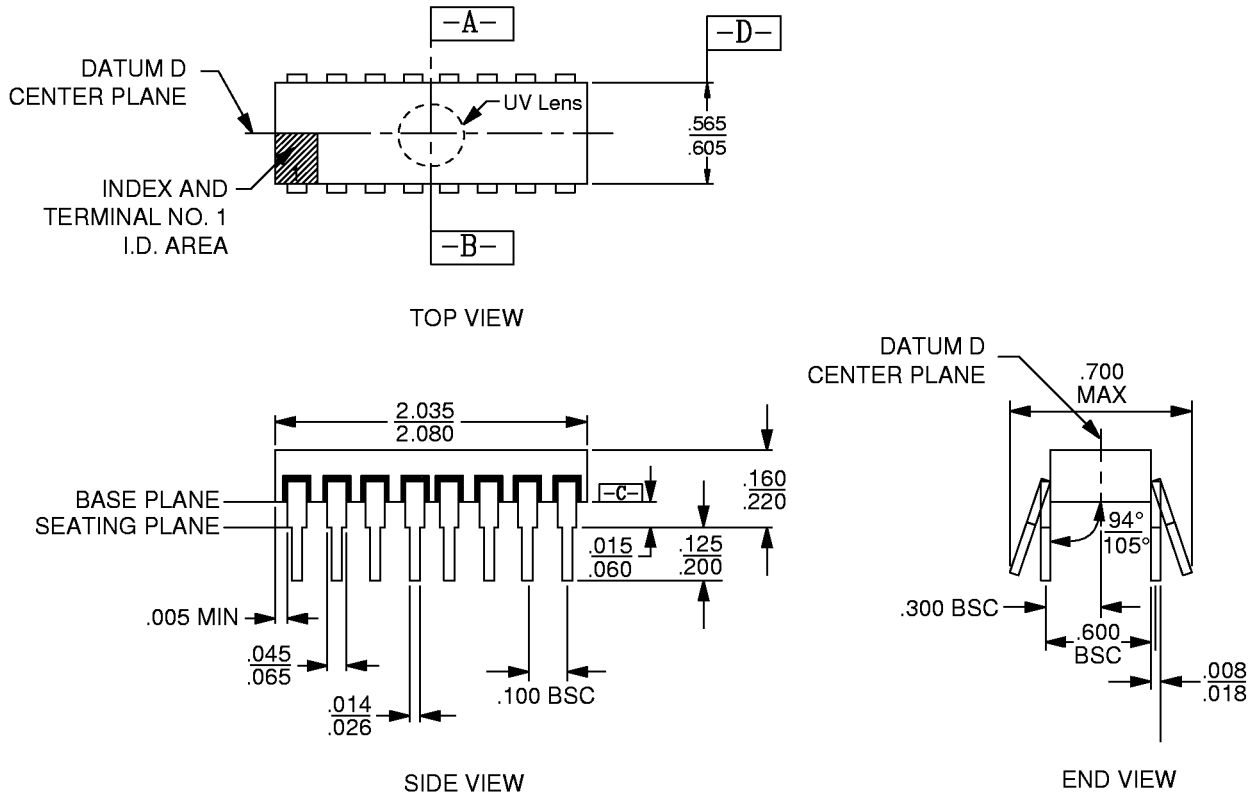 -A-
-D-
DATUM D
CENTER PLANE
UV Lens
.565
.605
INDEX AND
TERMINAL NO. 1
I.D. AREA
-B-
TOP VIEW
DATUM D
CENTER PLANE
.700
MAX
2.035
2.080
BASE PLANE
SEATING PLANE
-C-
.160
.220
.015
.060
.125
.200
94°
105°
.005 MIN
.045
.065
.014
.026
.100 BSC
.300 BSC
.600
BSC
.008
.018
SIDE VIEW
END VIEW